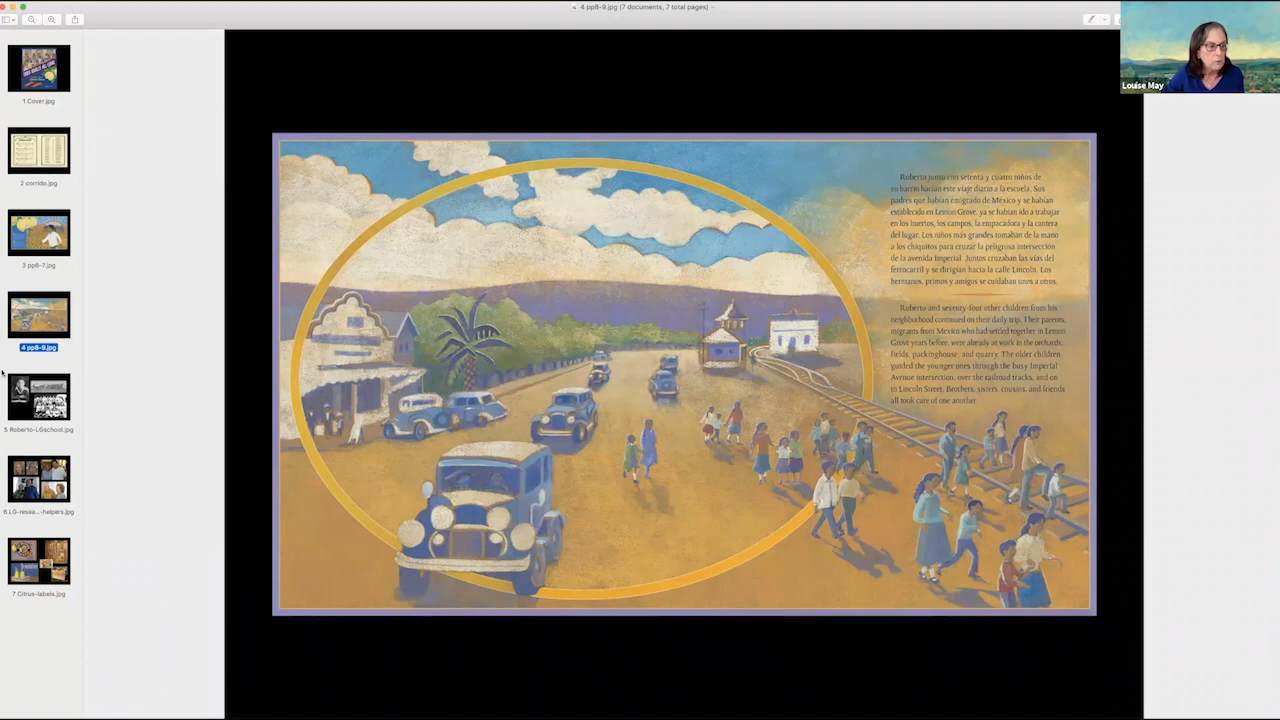 4 pp8-9.jpg (7 documents, 7 total pages)
Louise May
1 Cover.jpg
2 corrido.jpg
3 pp6-7.jpg
4 pp8-9.jpg
5 Roberto-LGschool.jpg
6 LG-resea...-helpers.jpg
7 Citrus-labels.jpg
Roberto junto con setenta y cuatro niños de
su barrio hacían este viaje diario a la escuela. Sus
padres que habían emigrado de México y se habían
establecido en Lemon Grove, ya se habían ido a trabajar
en los huertos, los campos, la empacadora y la cantera
del lugar. Los niños más grandes tomaban de la mano
a los chiquitos para cruzar la peligrosa intersección
de la avenida Imperial. Juntos cruzaban las vías del
ferrocarril y se dirigían hacia la calle Lincoln. Los
hermanos, primos y amigos se cuidaban unos a otros.
Roberto and seventy-four other children from his
neighborhood continued on their daily trip. Their parents,
migrants from Mexico who had settled together in Lemon
Grove years before, were already at work in the orchards,
fields, packinghouse, and quarry. The older children
guided the younger ones through the busy Imperial
Avenue intersection, over the railroad tracks, and on
to Lincoln Street. Brothers, sisters, cousins, and friends
all took care of one another.